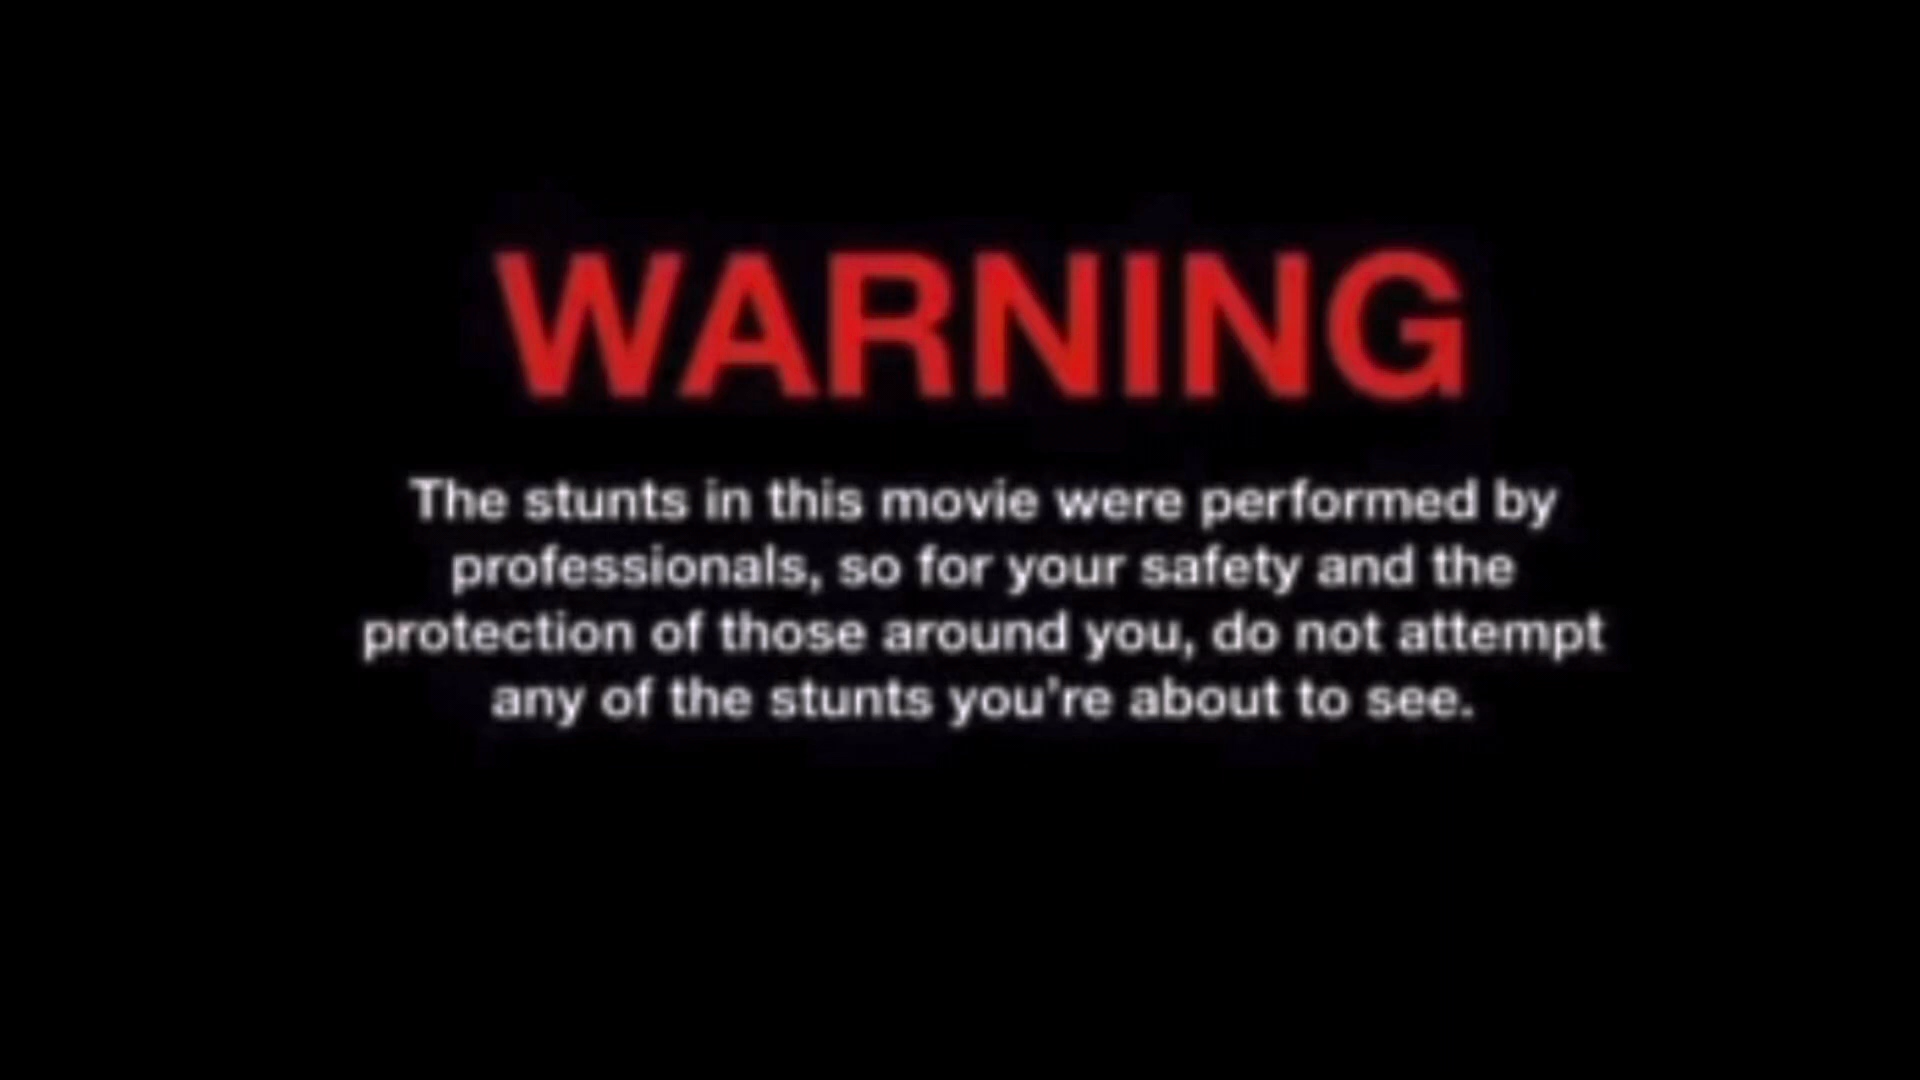 WARNING
The stunts in this movie were performed by
professionals, so for your safety and the
protection of those around you, do not attempt
any of the stunts you're about to see.